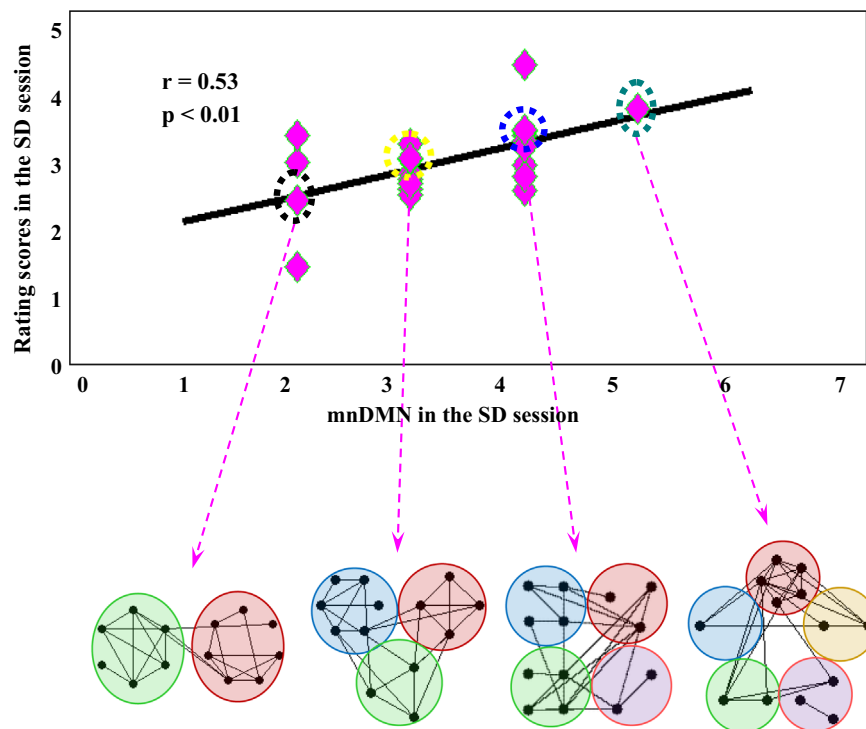 5
r = 0.53
4
p < 0.01
3
2
1
0
Rating scores in the SD session
0 1 2 3 4 5 6 7
mnDMN in the SD session